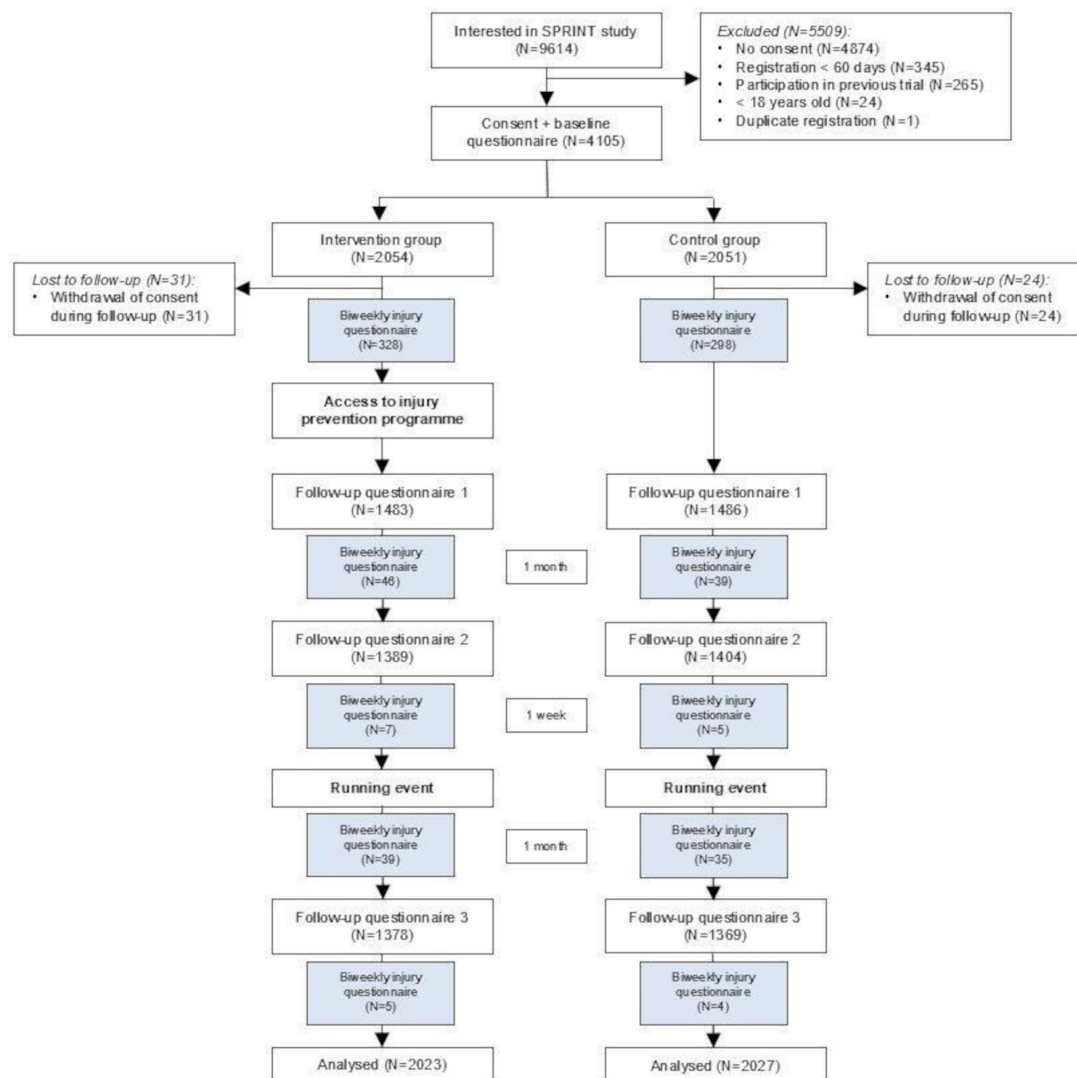 Interested in SPRINT study
(N=9614)
Excluded (N=5509):
• No consent (N=4874)
• Registration < 60 days (N=345)
• Participation in previous trial (N=265)
• < 18 years old (N=24)
• Duplicate registration (N=1)
Consent + baseline
questionnaire (N=4105)
Intervention group
(N=2054)
Control group
(N=2051)
Lost to follow-up (N=31):
• Withdrawal of consent
during follow-up (N=31)
Lost to follow-up (N=24):
• Withdrawal of consent
during follow-up (N=24)
Biweekly injury
questionnaire
(N=328)
Biweekly injury
questionnaire
(N=298)
Access to injury
prevention programme
Follow-up questionnaire 1
(N=1483)
Follow-up questionnaire 1
(N=1486)
Biweekly injury
questionnaire
(N=46)
1 month
Biweekly injury
questionnaire
(N=39)
Follow-up questionnaire 2
(N=1389)
Follow-up questionnaire 2
(N=1404)
Biweekly injury
questionnaire
(N=7)
1 week
Biweekly injury
questionnaire
(N=5)
Running event
Running event
Biweekly injury
questionnaire
(N=39)
1 month
Biweekly injury
questionnaire
(N=35)
Follow-up questionnaire 3
(N=1378)
Follow-up questionnaire 3
(N=1369)
Biweekly injury
questionnaire
(N=5)
Biweekly injury
questionnaire
(N=4)
Analysed (N=2023)
Analysed (N=2027)